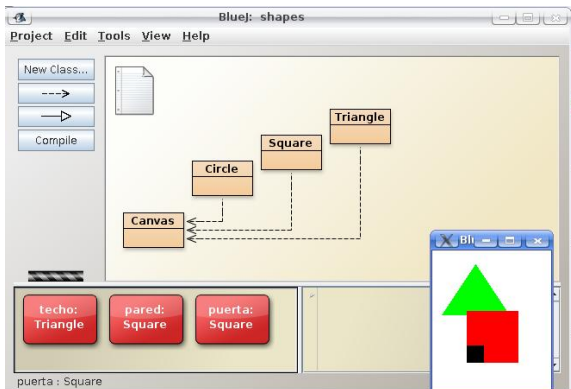 BlueJ: shapes
Project Edit Tools View Help
New Class...
Compile
Triangle
Square
Circle
Canvas
techo:
Triangle
pared:
Square
puerta:
Square
puerta : Square